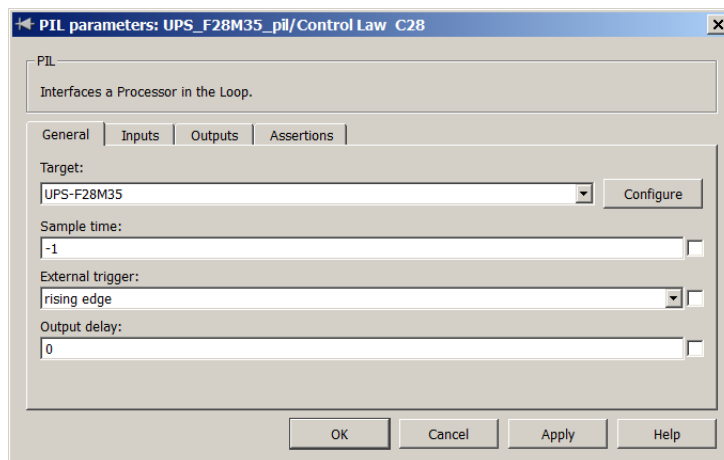 PIL parameters: UPS_F28M35_pil/Control Law C28
PIL
Interfaces a Processor in the Loop.
General Inputs Outputs Assertions
Target:
UPS-F28M35 Configure
Sample time:
-1
External trigger:
rising edge
Output delay:
0
OK Cancel Apply Help